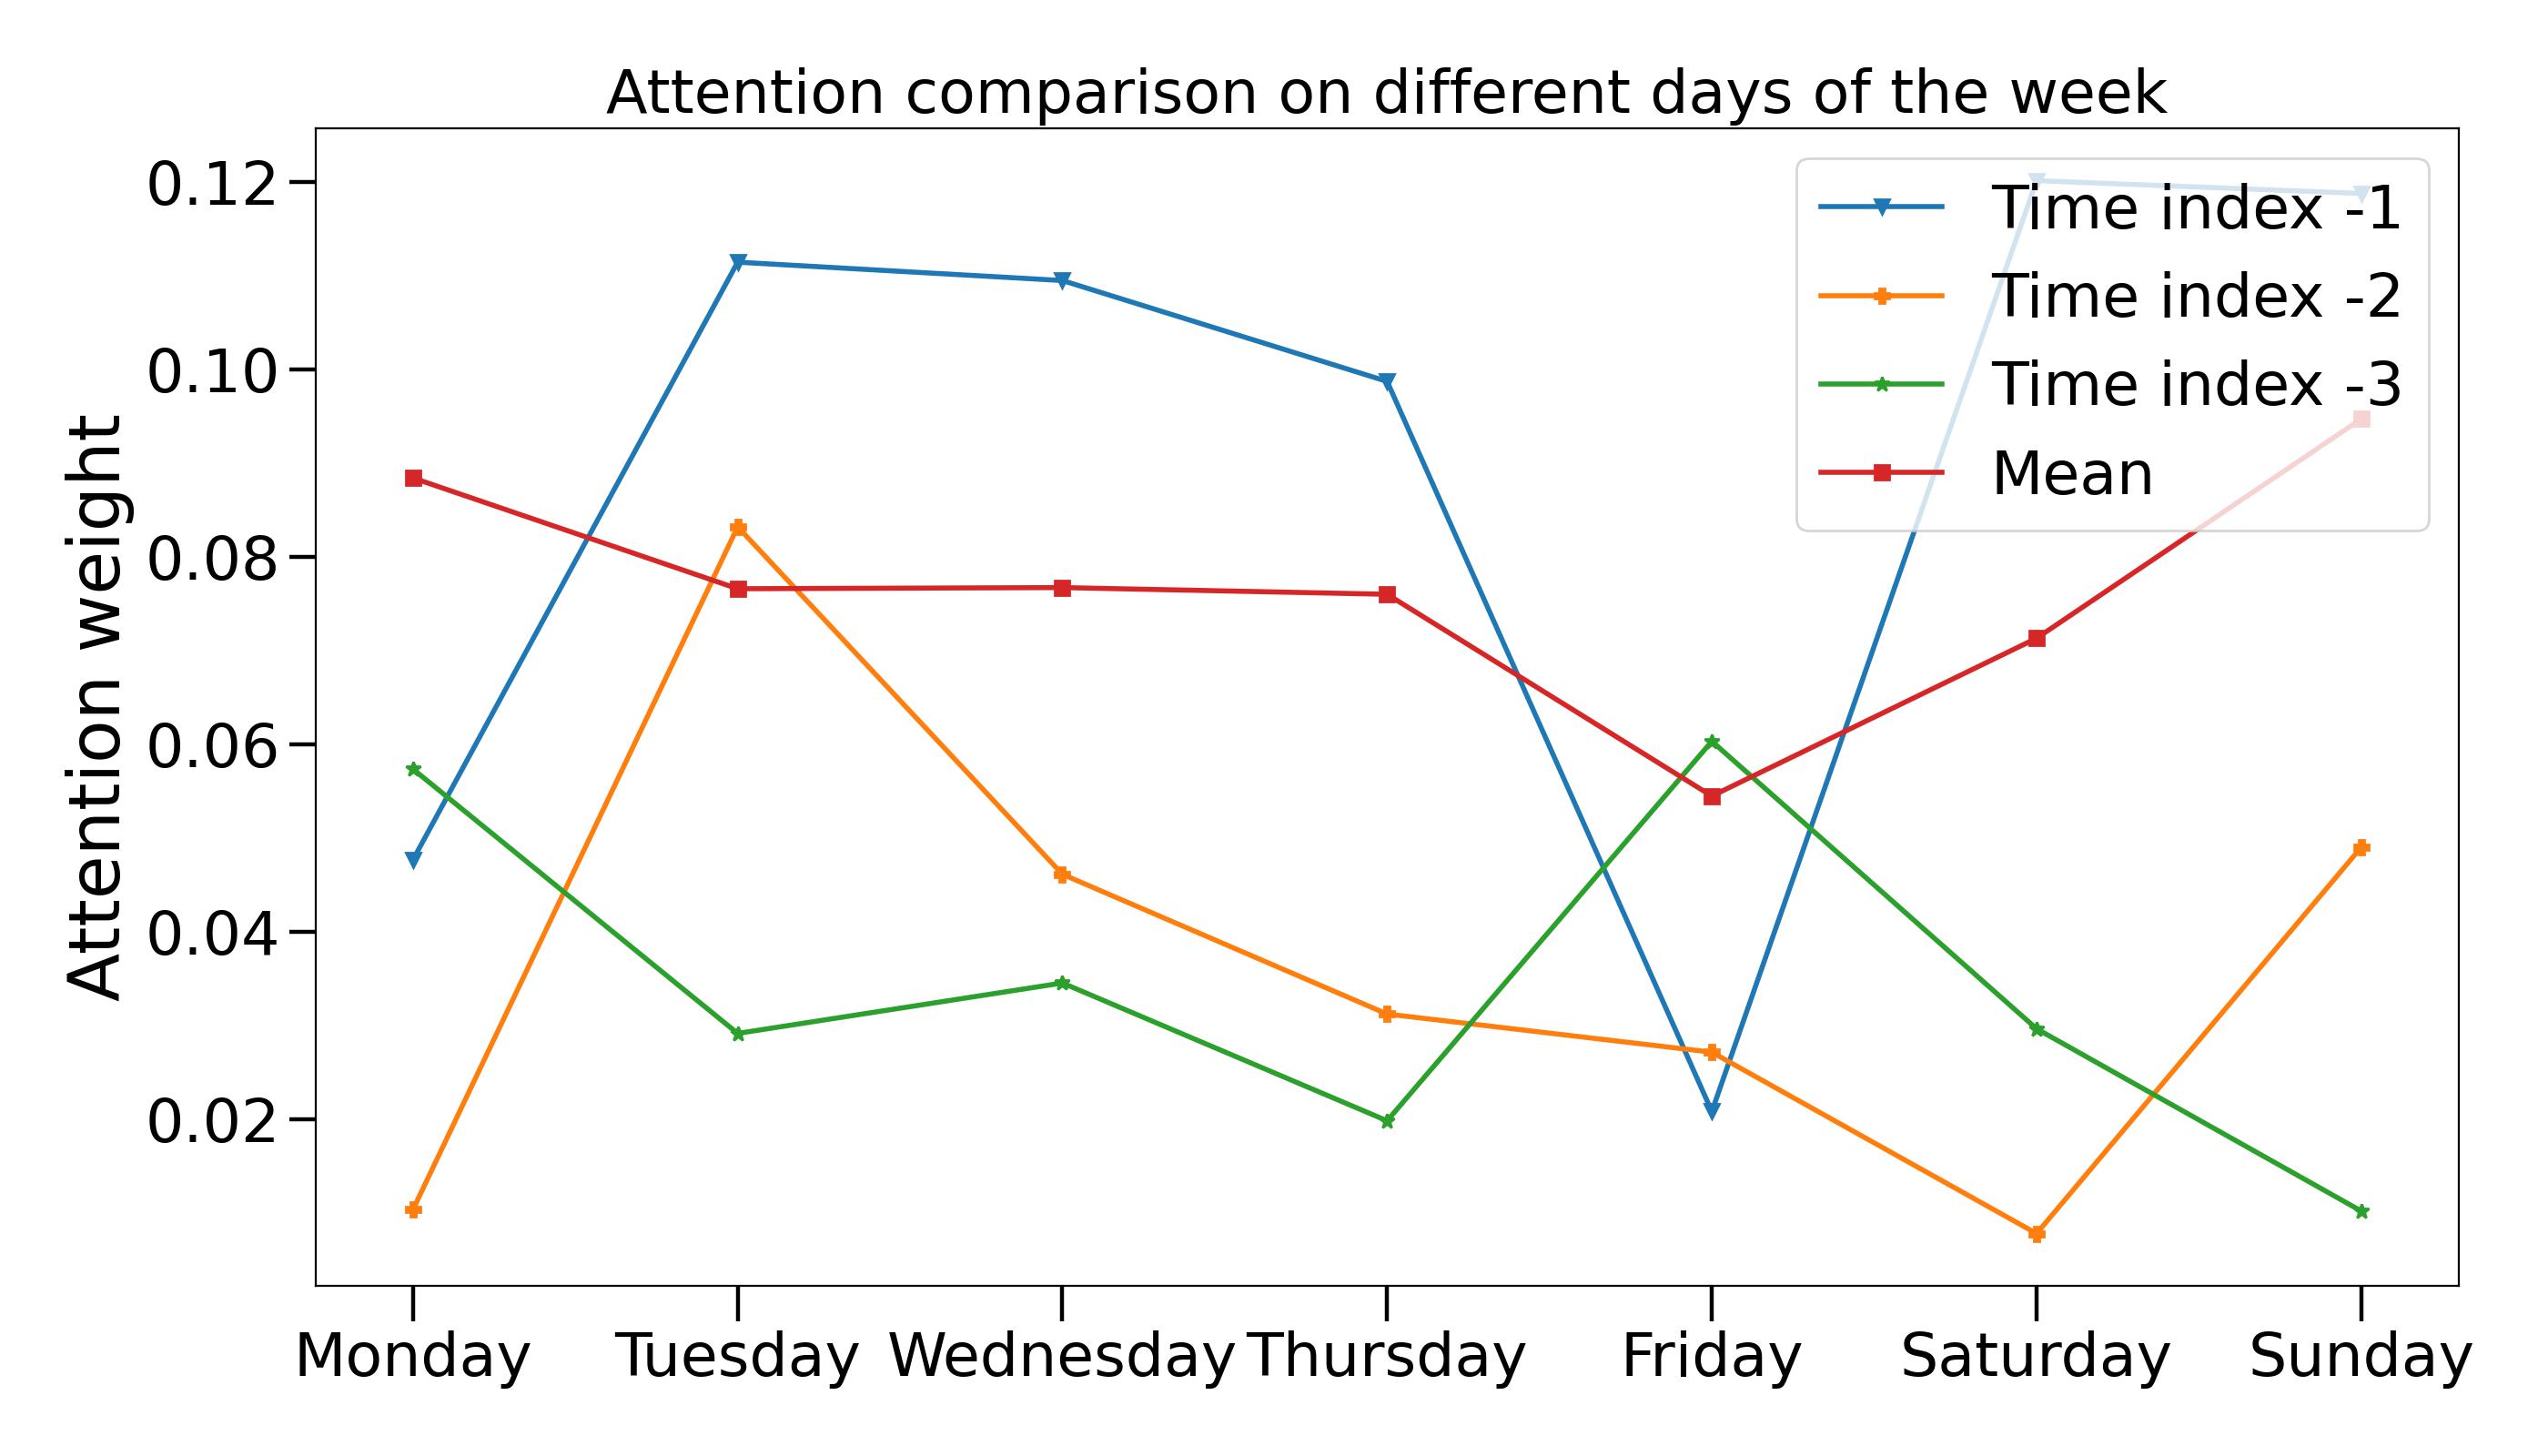 Attention comparison on different days of the week
Attention weight
0.12
0.10
0.08
0.06
0.04
0.02
Time index -1
Time index -2
Time index -3
Mean
Monday Tuesday Wednesday Thursday Friday Saturday Sunday